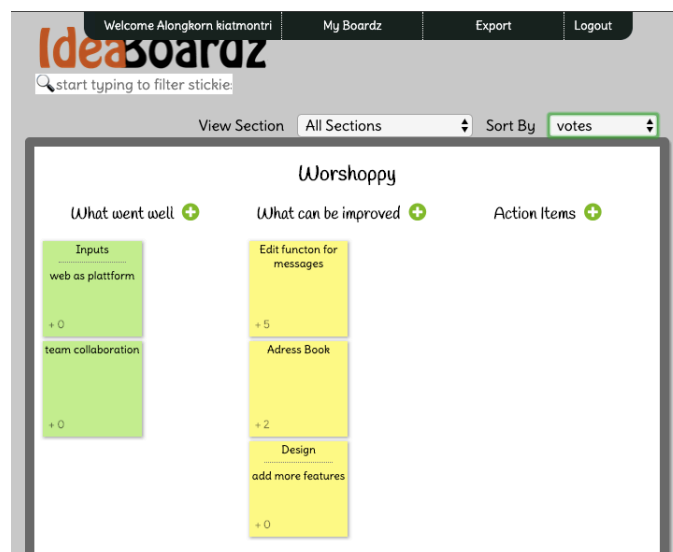 Welcome Alongkorn kiatmontri My Boardz Export Logout
IdeaBoardz
start typing to filter stickie
View Section All Sections Sort By votes
Worshoppy
What went well What can be improved Action Items
Inputs
web as plattform
+ 0
team collaboration
+ 0
Edit functon for
messages
+ 5
Adress Book
+ 2
Design
add more features
+ 0